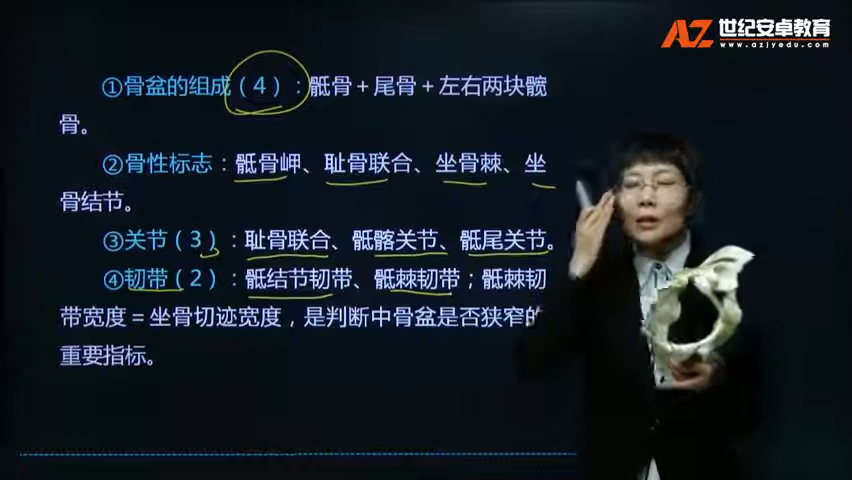 AZ 世纪安卓教育
www.azjyedu.com
①骨盆的组成（4）：骶骨＋尾骨＋左右两块髋
骨。
②骨性标志：骶骨岬、耻骨联合、坐骨棘、坐
骨结节。
③关节（3）：耻骨联合、骶髂关节、骶尾关节。
④韧带（2）：骶结节韧带、骶棘韧带；骶棘韧
带宽度＝坐骨切迹宽度，是判断中骨盆是否狭窄的
重要指标。